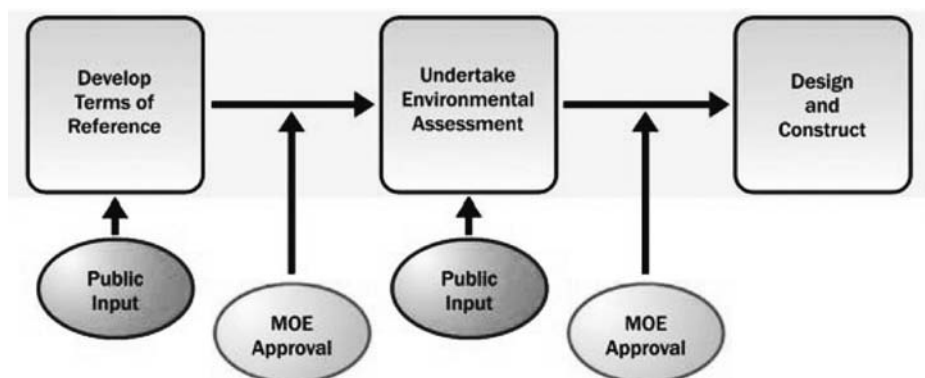 Develop
Terms of
Reference
Undertake
Environmental
Assessment
Design
and
Construct
Public
Input
MOE
Approval
Public
Input
MOE
Approval